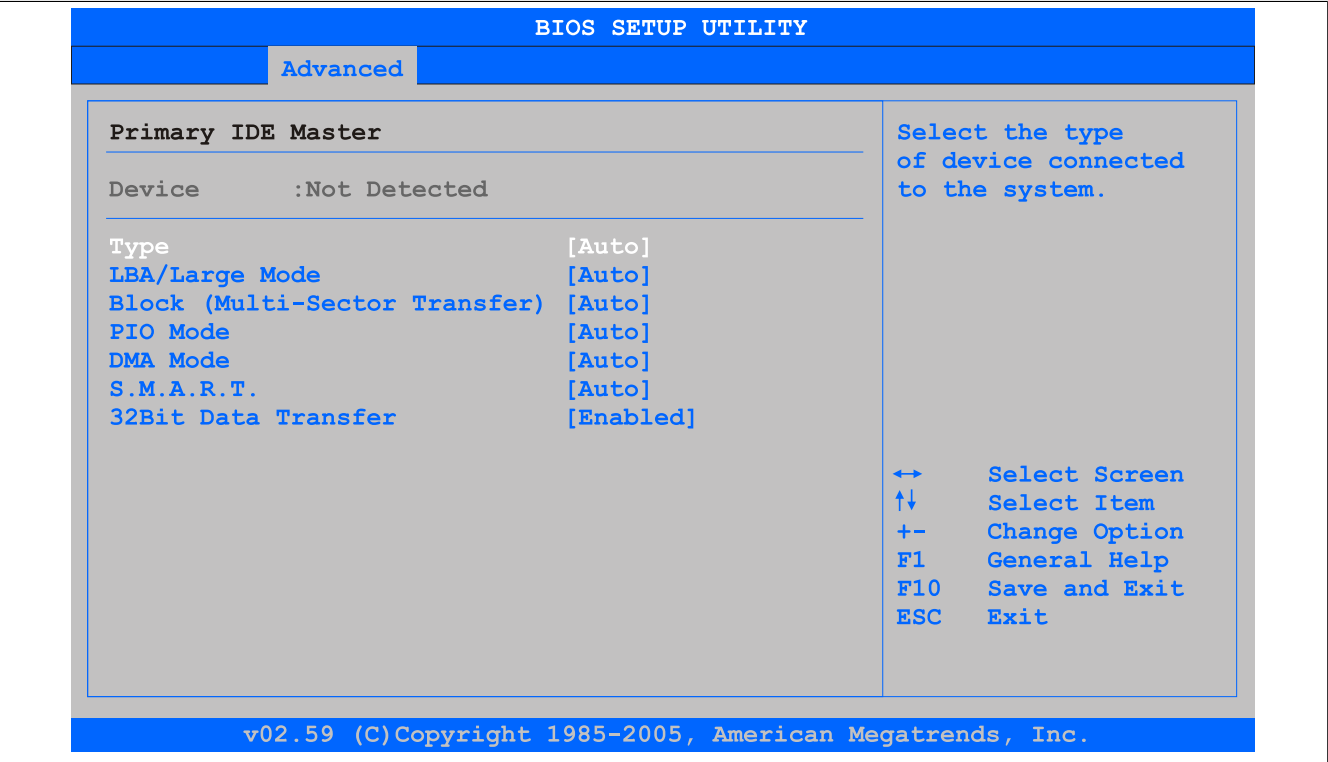 BIOS SETUP UTILITY
Advanced
Primary IDE Master
Device :Not Detected
Type [Auto]
LBA/Large Mode [Auto]
Block (Multi-Sector Transfer) [Auto]
PIO Mode [Auto]
DMA Mode [Auto]
S.M.A.R.T. [Auto]
32Bit Data Transfer [Enabled]
Select the type
of device connected
to the system.
←→ Select Screen
↑↓ Select Item
+- Change Option
F1 General Help
F10 Save and Exit
ESC Exit
v02.59 (C)Copyright 1985-2005, American Megatrends, Inc.